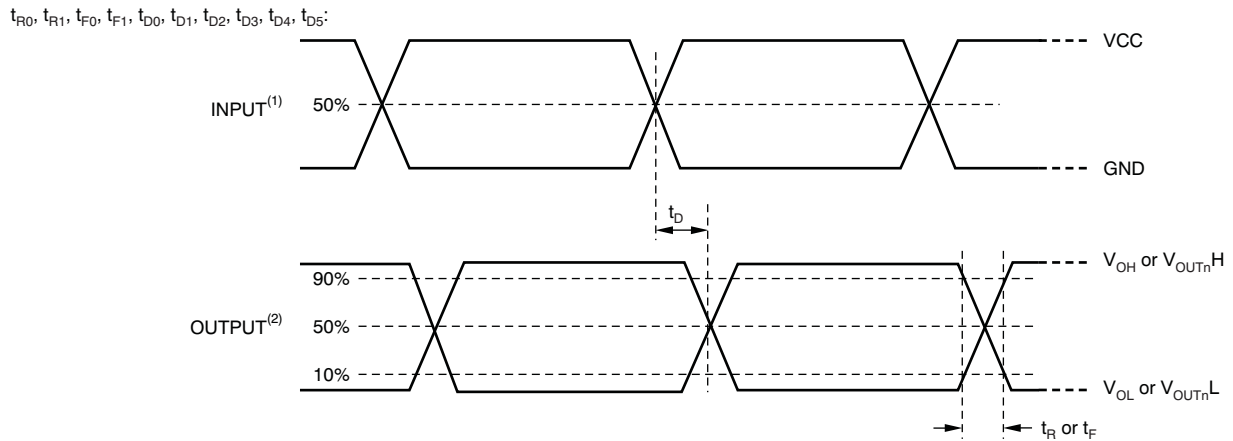 tR0, tR1, tF0, tF1, tD0, tD1, tD2, tD3, tD4, tD5:
VCC
INPUT(1) 50%
GND
tD
VOH or VOUTnH
90%
OUTPUT(2) 50%
10%
VOL or VOUTnL
tR or tF